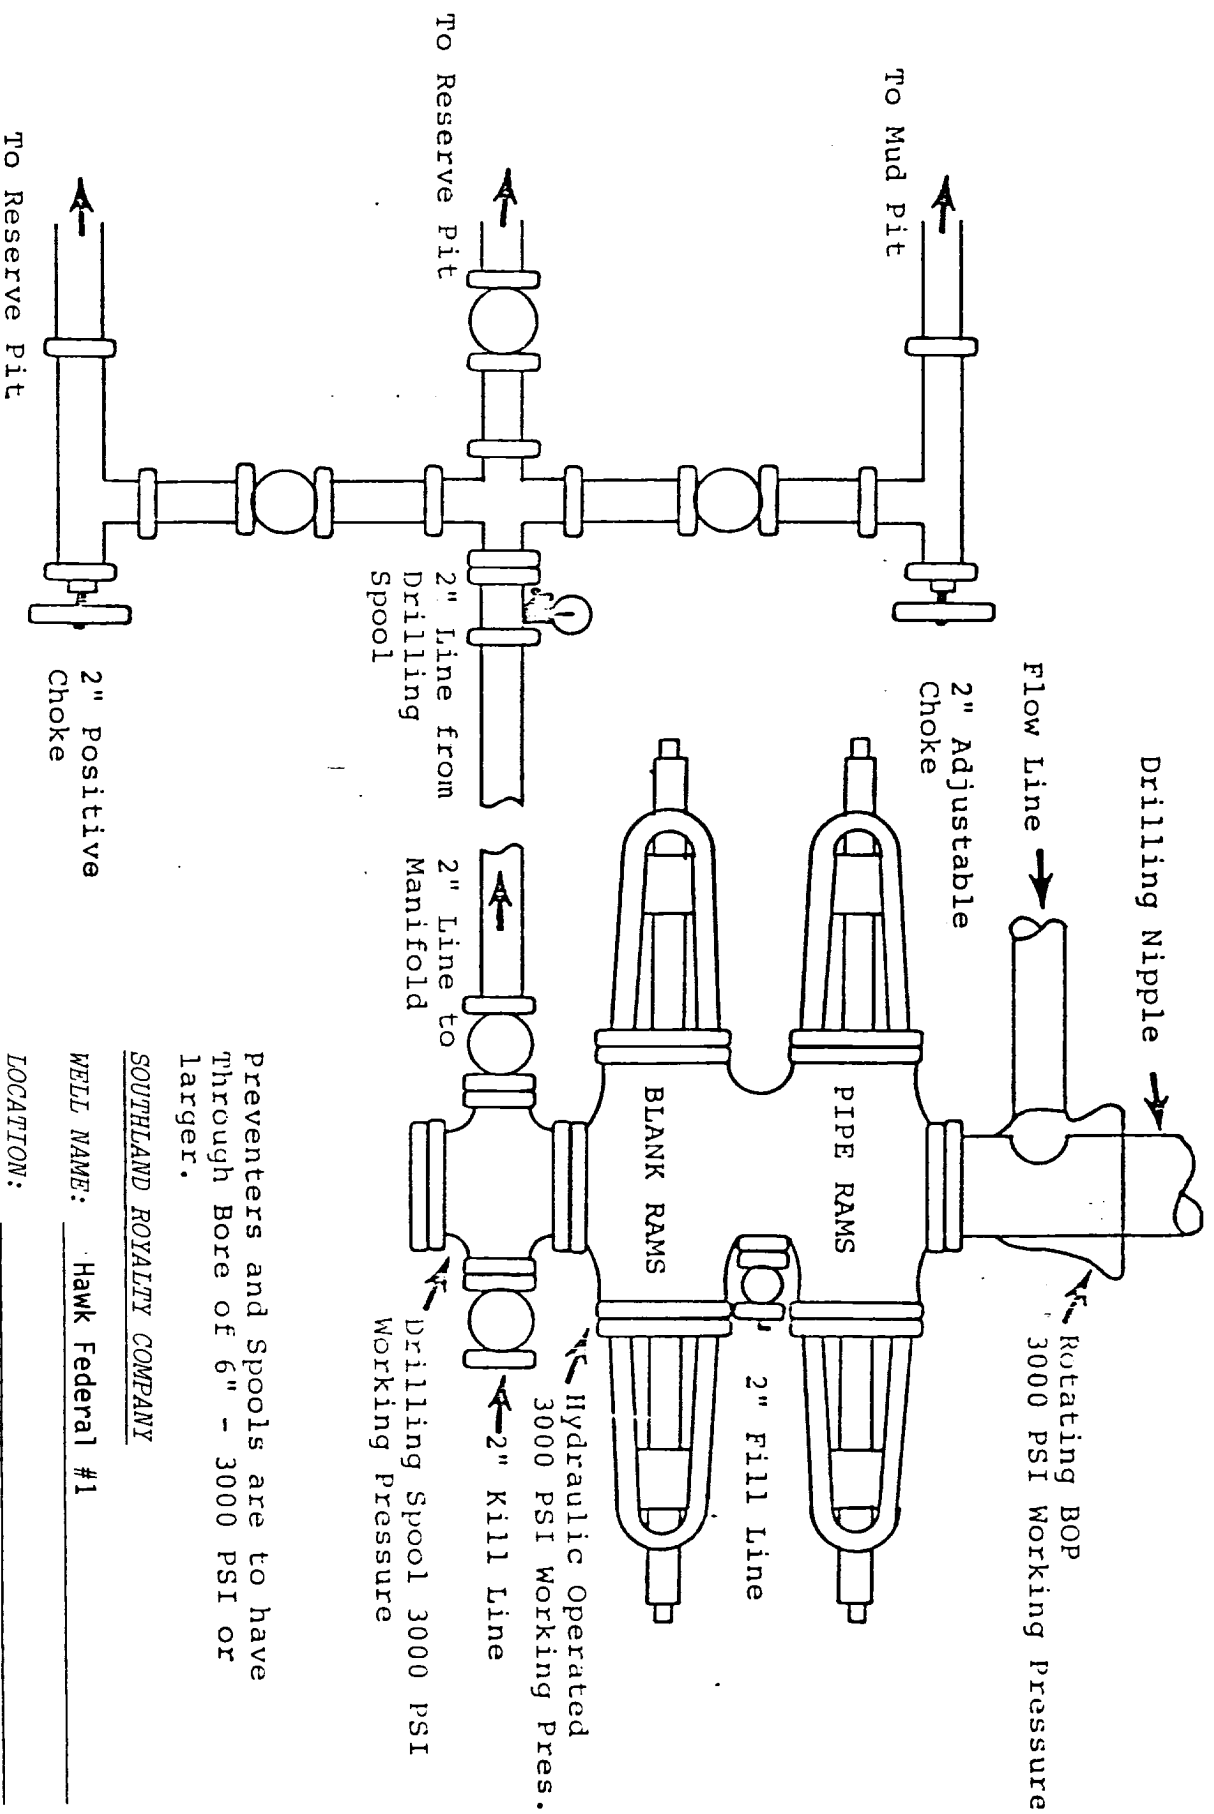 Drilling Nipple
Flow Line
Rotating BOP
3000 PSI Working Pressure
To Mud Pit
2" Adjustable
Choke
PIPE RAMS
2" Fill Line
BLANK RAMS
Hydraulic Operated
3000 PSI Working Pres.
To Reserve Pit
2" Line from
Drilling
Spool
2" Line to
Manifold
2" Kill Line
Drilling Spool 3000 PSI
Working Pressure
To Reserve Pit
2" Positive
Choke
Preventers and Spools are to have
Through Bore of 6" - 3000 PSI or
larger.
SOUTHLAND ROYALTY COMPANY
WELL NAME: Hawk Federal #1
LOCATION: